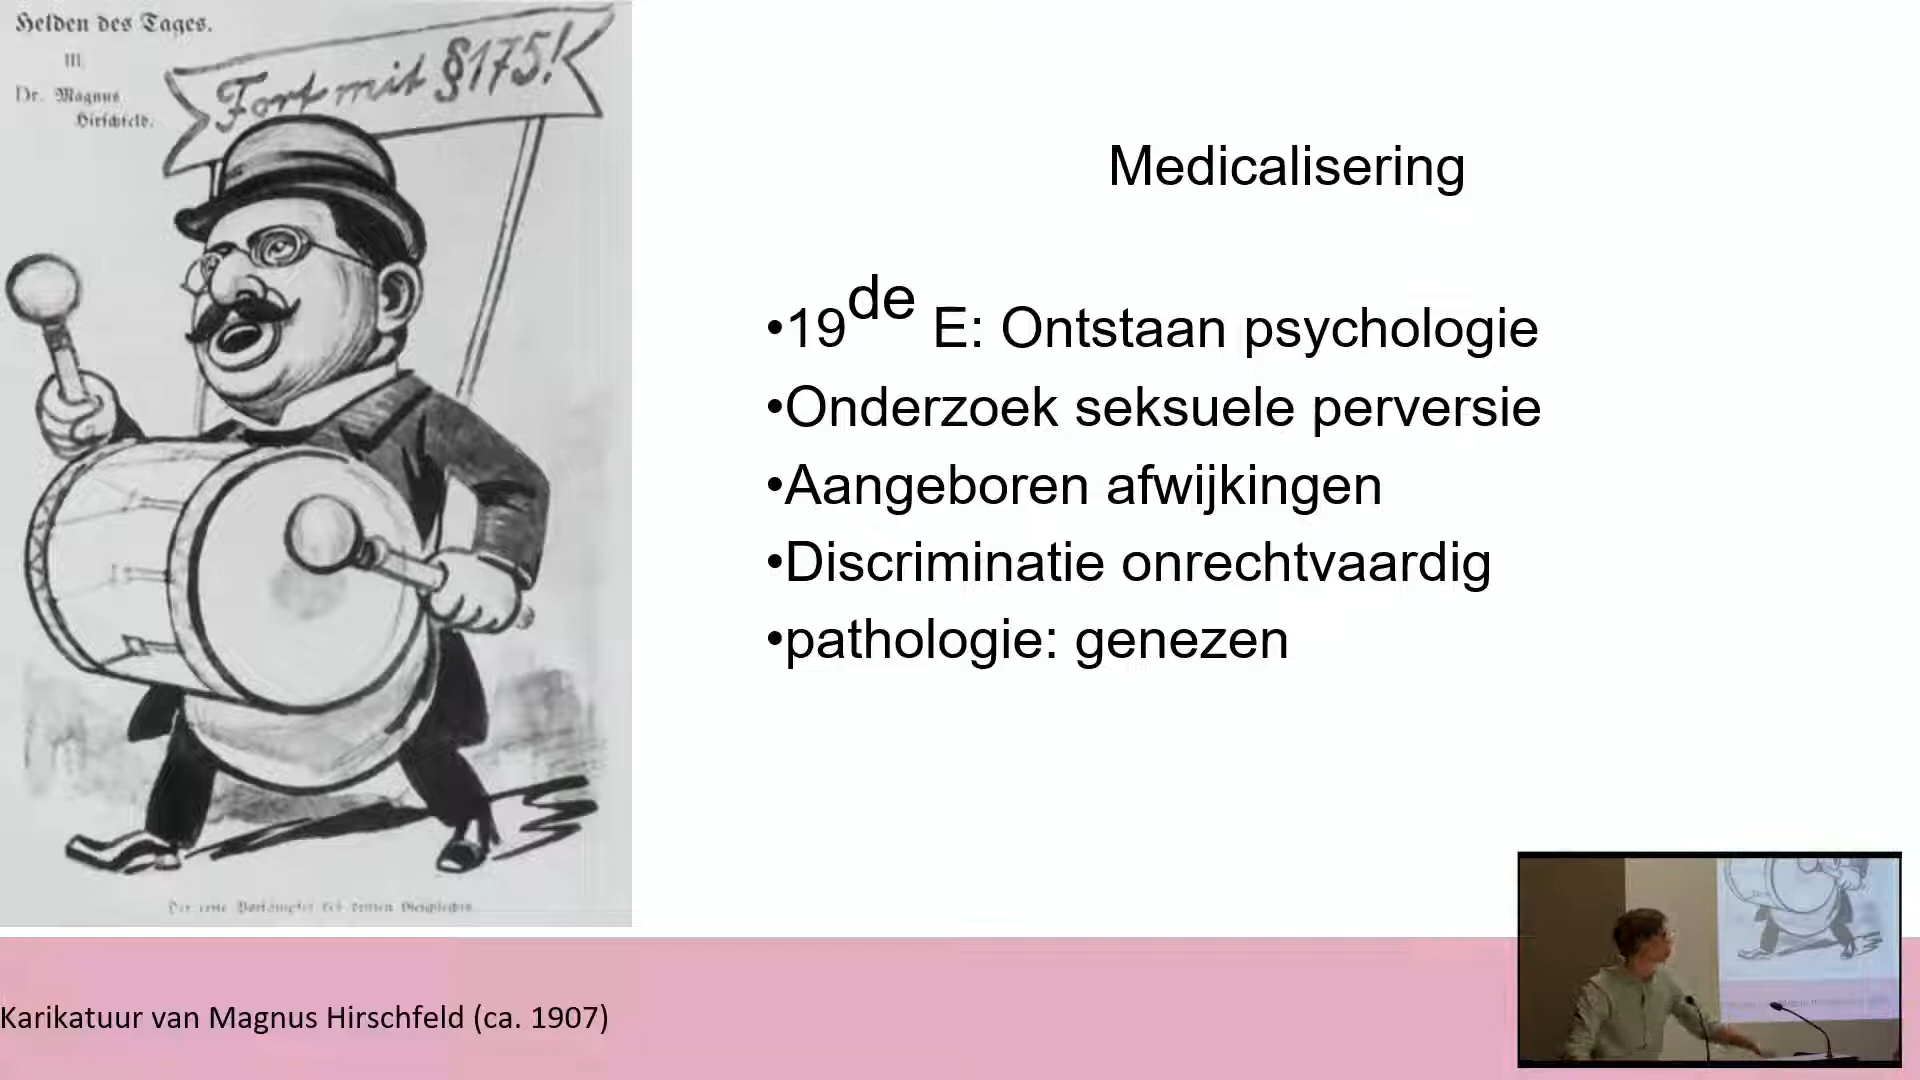 Helden des Tages.
III.
Dr. Magnus
Hirschfeld.
Fort mit §175!
Medicalisering
•19de E: Ontstaan psychologie
•Onderzoek seksuele perversie
•Aangeboren afwijkingen
•Discriminatie onrechtvaardig
•pathologie: genezen
Karikatuur van Magnus Hirschfeld (ca. 1907)